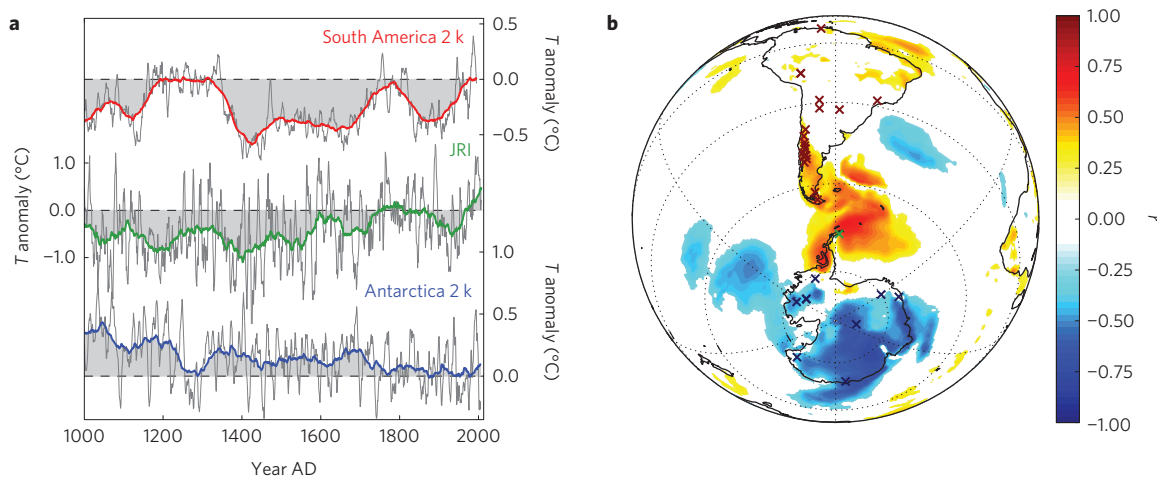 a
South America 2 k
0.5
0.0
−0.5
T anomaly (°C)
JRI
1.0
0.0
−1.0
T anomaly (°C)
Antarctica 2 k
1.0
0.5
0.0
T anomaly (°C)
1000 1200 1400 1600 1800 2000
Year AD
b
1.00
0.75
0.50
0.25
0.00
−0.25
−0.50
−0.75
−1.00
r